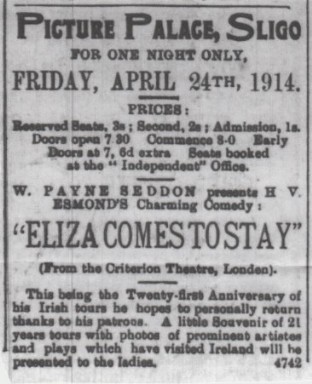 PICTURE PALACE, SLIGO
FOR ONE NIGHT ONLY,
FRIDAY, APRIL 24TH, 1914.
PRICES:
Reserved Seats, 3s; Second, 2s; Admission, 1s.
Doors open 7 30 Commence 8-0 Early
Doors at 7, 6d extra Seats booked
at the "Independent" Office.
W. PAYNE SEDDON presents H V.
ESMOND'S Charming Comedy:
"ELIZA COMES TO STAY"
(From the Criterion Theatre, London).
This being the Twenty-first Anniversary of
his Irish tours he hopes to personally return
thanks to his patrons. A little Souvenir of 21
years tours with photos of prominent artistes
and plays which have visited Ireland will be
presented to the ladies. 4742